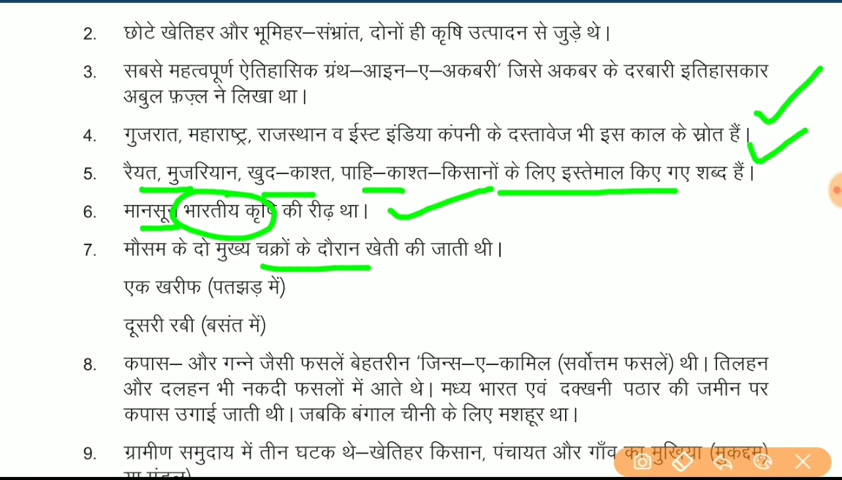 2. छोटे खेतिहर और भूमिहर–संभ्रांत, दोनों ही कृषि उत्पादन से जुड़े थे।
3. सबसे महत्वपूर्ण ऐतिहासिक ग्रंथ–आइन–ए–अकबरी’ जिसे अकबर के दरबारी इतिहासकार
अबुल फ़ज़्ल ने लिखा था।
4. गुजरात, महाराष्ट्र, राजस्थान व ईस्ट इंडिया कंपनी के दस्तावेज भी इस काल के स्रोत हैं।
5. रैयत, मुजरियान, खुद–काश्त, पाहि–काश्त–किसानों के लिए इस्तेमाल किए गए शब्द हैं।
6. मानसून भारतीय कृषि की रीढ़ था।
7. मौसम के दो मुख्य चक्रों के दौरान खेती की जाती थी।
एक खरीफ (पतझड़ में)
दूसरी रबी (बसंत में)
8. कपास– और गन्ने जैसी फसलें बेहतरीन ‘जिन्स–ए–कामिल (सर्वोत्तम फसलें) थी। तिलहन
और दलहन भी नकदी फसलों में आते थे। मध्य भारत एवं दक्खनी पठार की जमीन पर
कपास उगाई जाती थी। जबकि बंगाल चीनी के लिए मशहूर था।
9. ग्रामीण समुदाय में तीन घटक थे–खेतिहर किसान, पंचायत और गाँव का मुखिया (मुकद्दम)